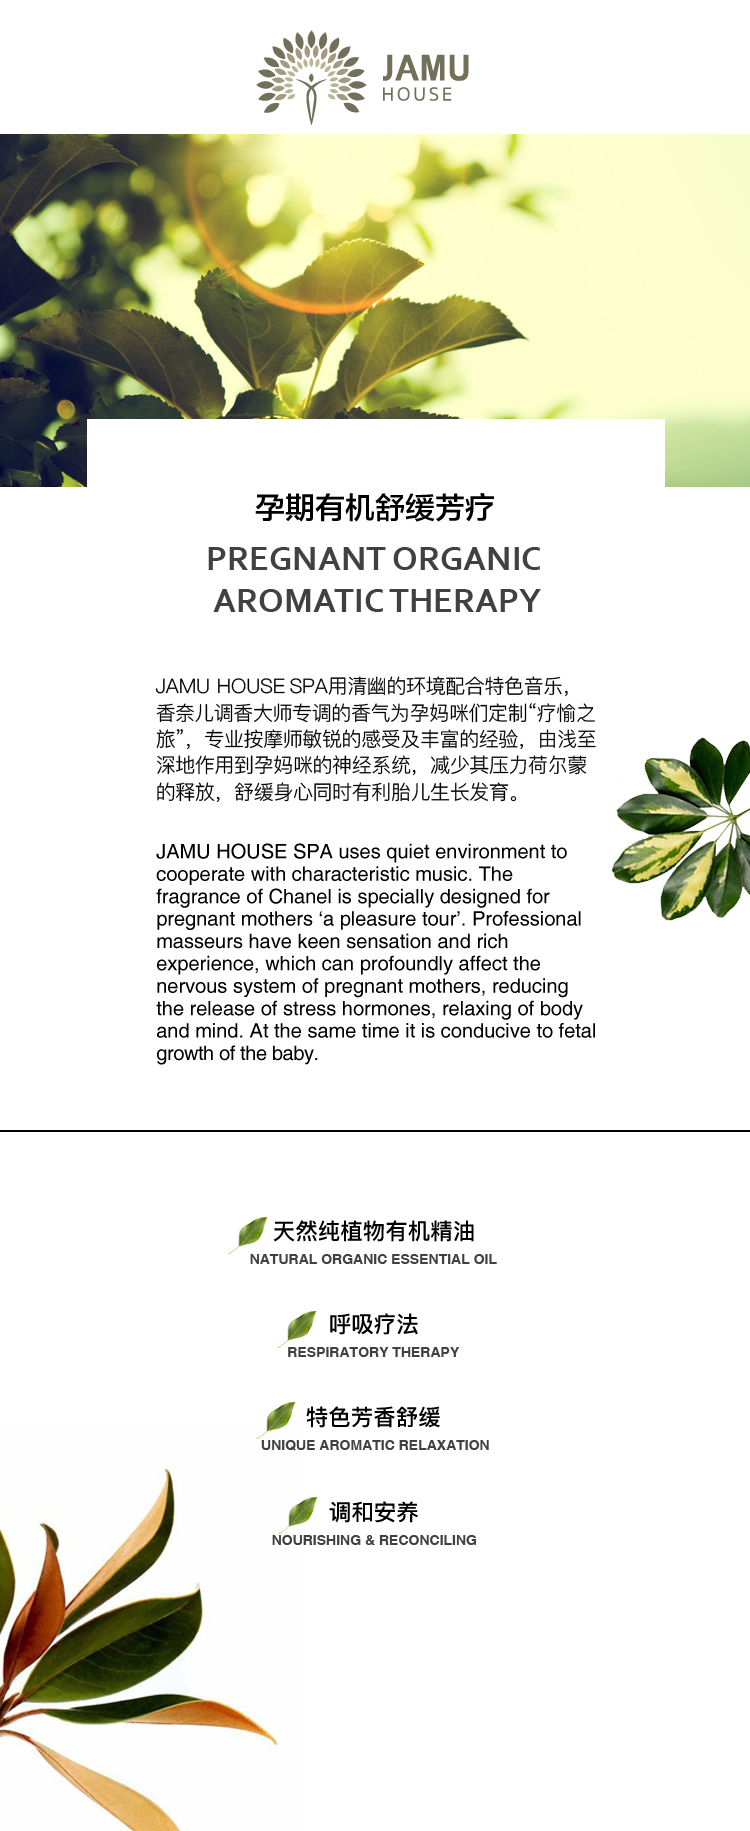 JAMU
HOUSE
孕期有机舒缓芳疗
PREGNANT ORGANIC
AROMATIC THERAPY
JAMU HOUSE SPA用清幽的环境配合特色音乐，
香奈儿调香大师专调的香气为孕妈咪们定制“疗愉之
旅”，专业按摩师敏锐的感受及丰富的经验，由浅至
深地作用到孕妈咪的神经系统，减少其压力荷尔蒙
的释放，舒缓身心同时有利胎儿生长发育。
JAMU HOUSE SPA uses quiet environment to
cooperate with characteristic music. The
fragrance of Chanel is specially designed for
pregnant mothers ‘a pleasure tour’. Professional
masseurs have keen sensation and rich
experience, which can profoundly affect the
nervous system of pregnant mothers, reducing
the release of stress hormones, relaxing of body
and mind. At the same time it is conducive to fetal
growth of the baby.
天然纯植物有机精油
NATURAL ORGANIC ESSENTIAL OIL
呼吸疗法
RESPIRATORY THERAPY
特色芳香舒缓
UNIQUE AROMATIC RELAXATION
调和安养
NOURISHING & RECONCILING